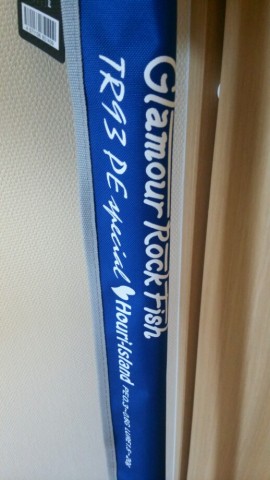 Glamour Rock Fish
TR93 PE special Houri-Island